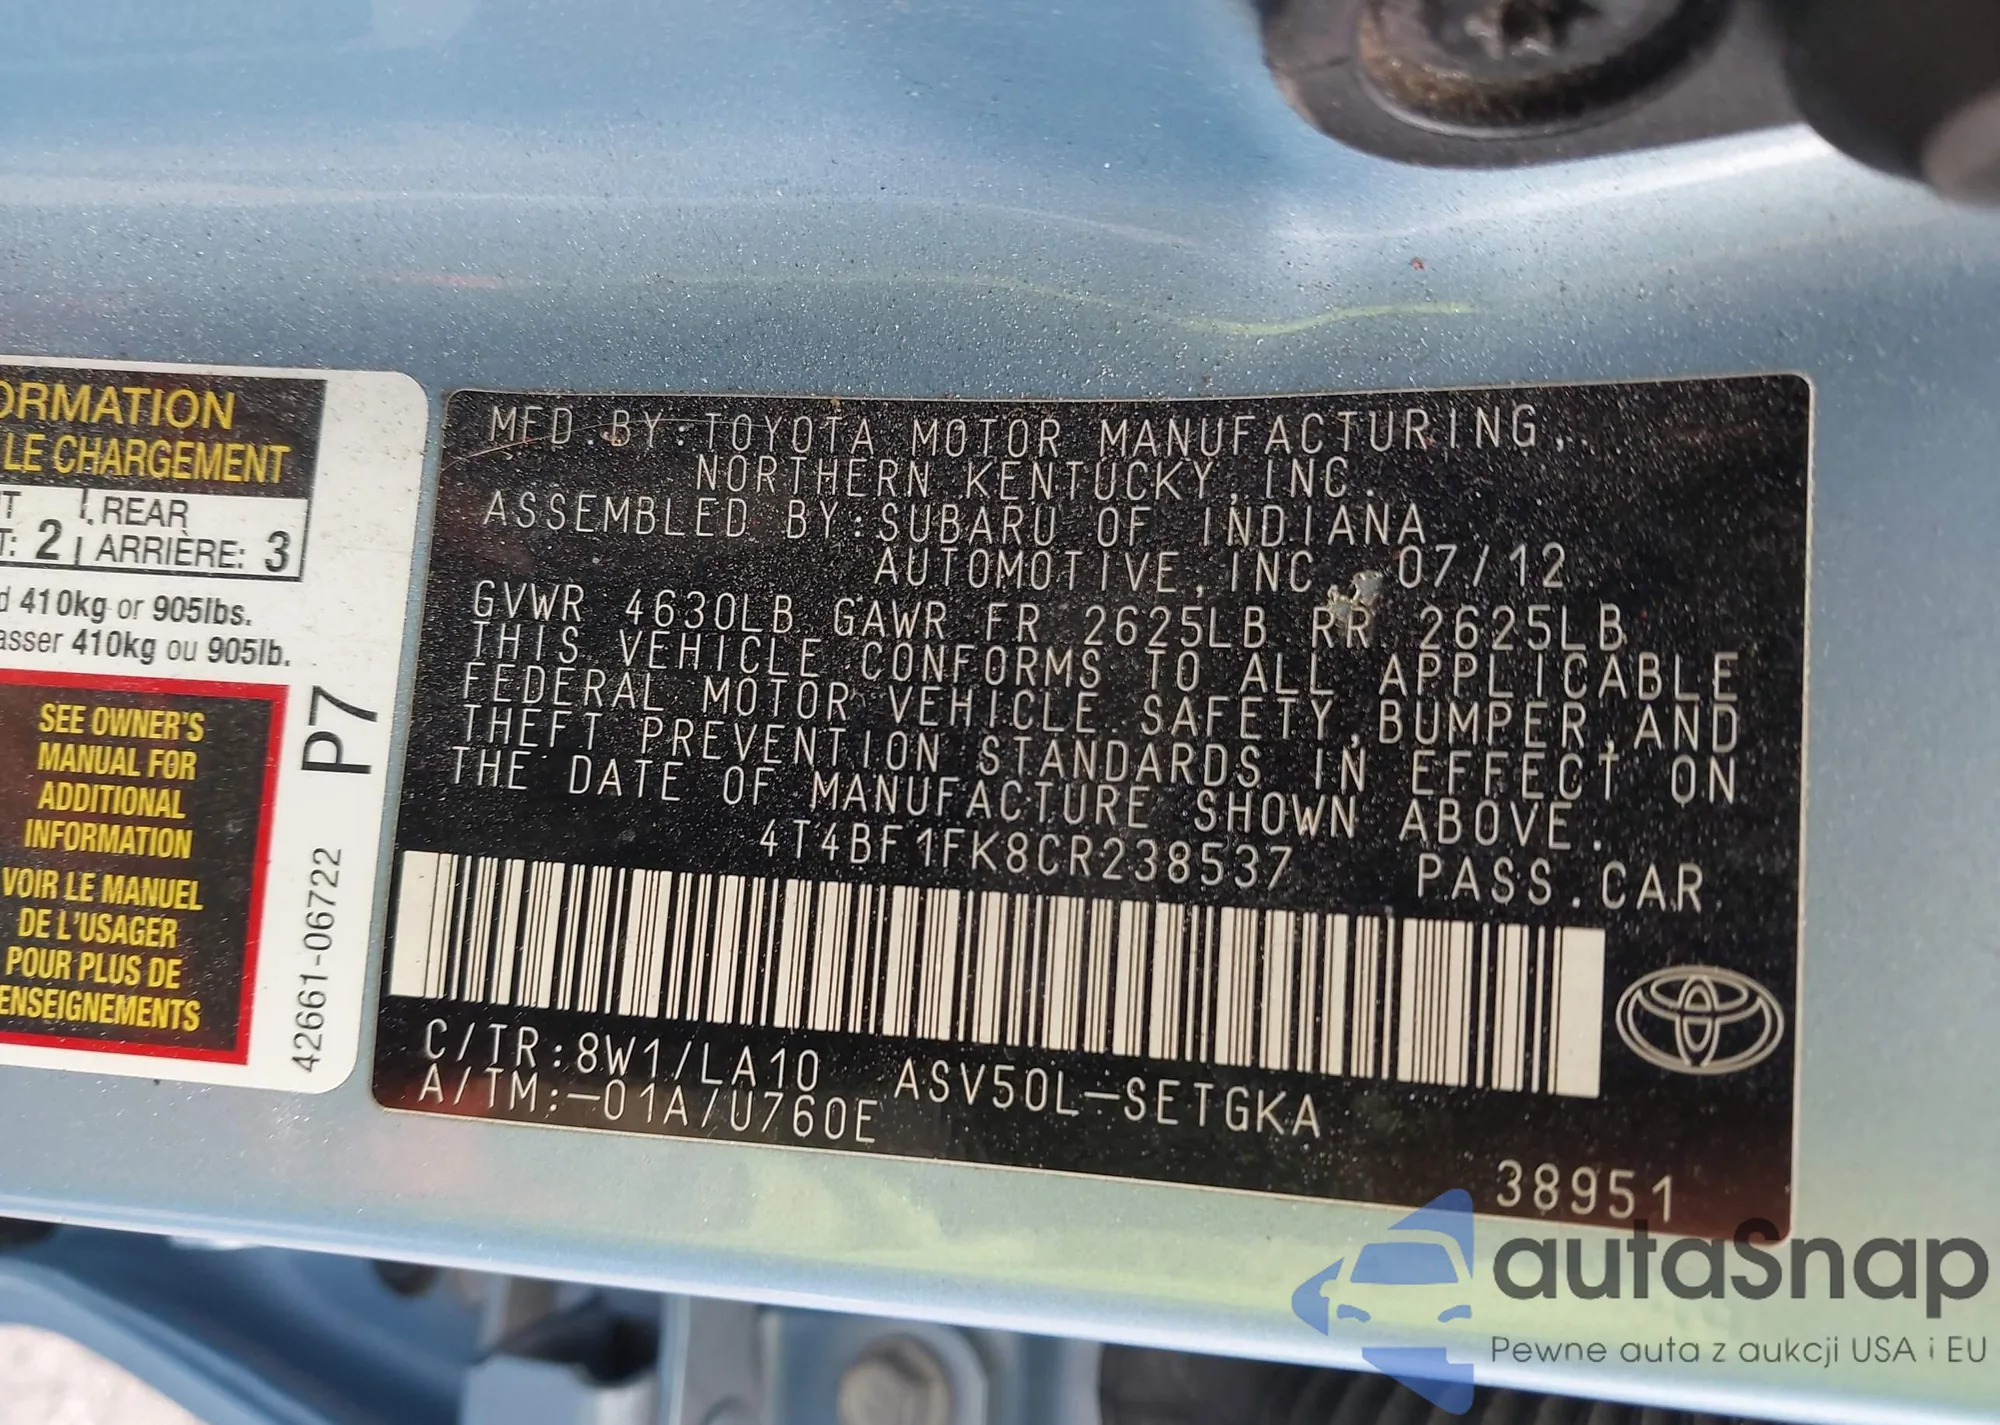 ORMATION
LE CHARGEMENT
T REAR
T: 2 ARRIÈRE: 3
d 410kg or 905lbs.
asser 410kg ou 905lb.
SEE OWNER'S
MANUAL FOR
ADDITIONAL
INFORMATION
VOIR LE MANUEL
DE L'USAGER
POUR PLUS DE
ENSEIGNEMENTS
42661-06722 P7
MFD.BY:TOYOTA MOTOR MANUFACTURING,
NORTHERN KENTUCKY,INC.
ASSEMBLED BY:SUBARU OF INDIANA
AUTOMOTIVE,INC. 07/12
GVWR 4630LB GAWR FR 2625LB RR 2625LB
THIS VEHICLE CONFORMS TO ALL APPLICABLE
FEDERAL MOTOR VEHICLE SAFETY,BUMPER,AND
THEFT PREVENTION STANDARDS IN EFFECT ON
THE DATE OF MANUFACTURE SHOWN ABOVE.
4T4BF1FK8CR238537 PASS.CAR
C/TR:8W1/LA10 ASV50L-SETGKA
A/TM:-01A/U760E
38951
autaSnap
Pewne auta z aukcji USA i EU